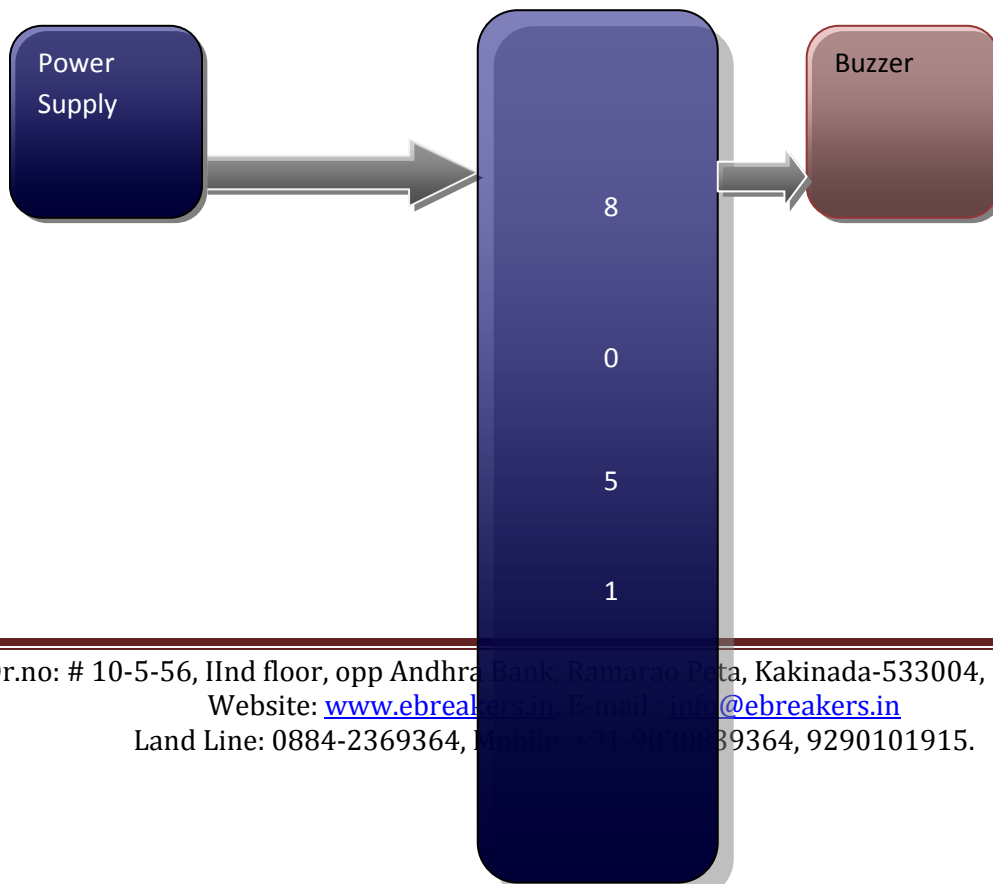 Power
Supply
Buzzer
8
0
5
1
r.no: # 10-5-56, IInd floor, opp Andhra Bank, Ramarao Peta, Kakinada-533004,
Website: www.ebreakers.in, E-mail : info@ebreakers.in
Land Line: 0884-2369364, Mobile: +91-9030839364, 9290101915.